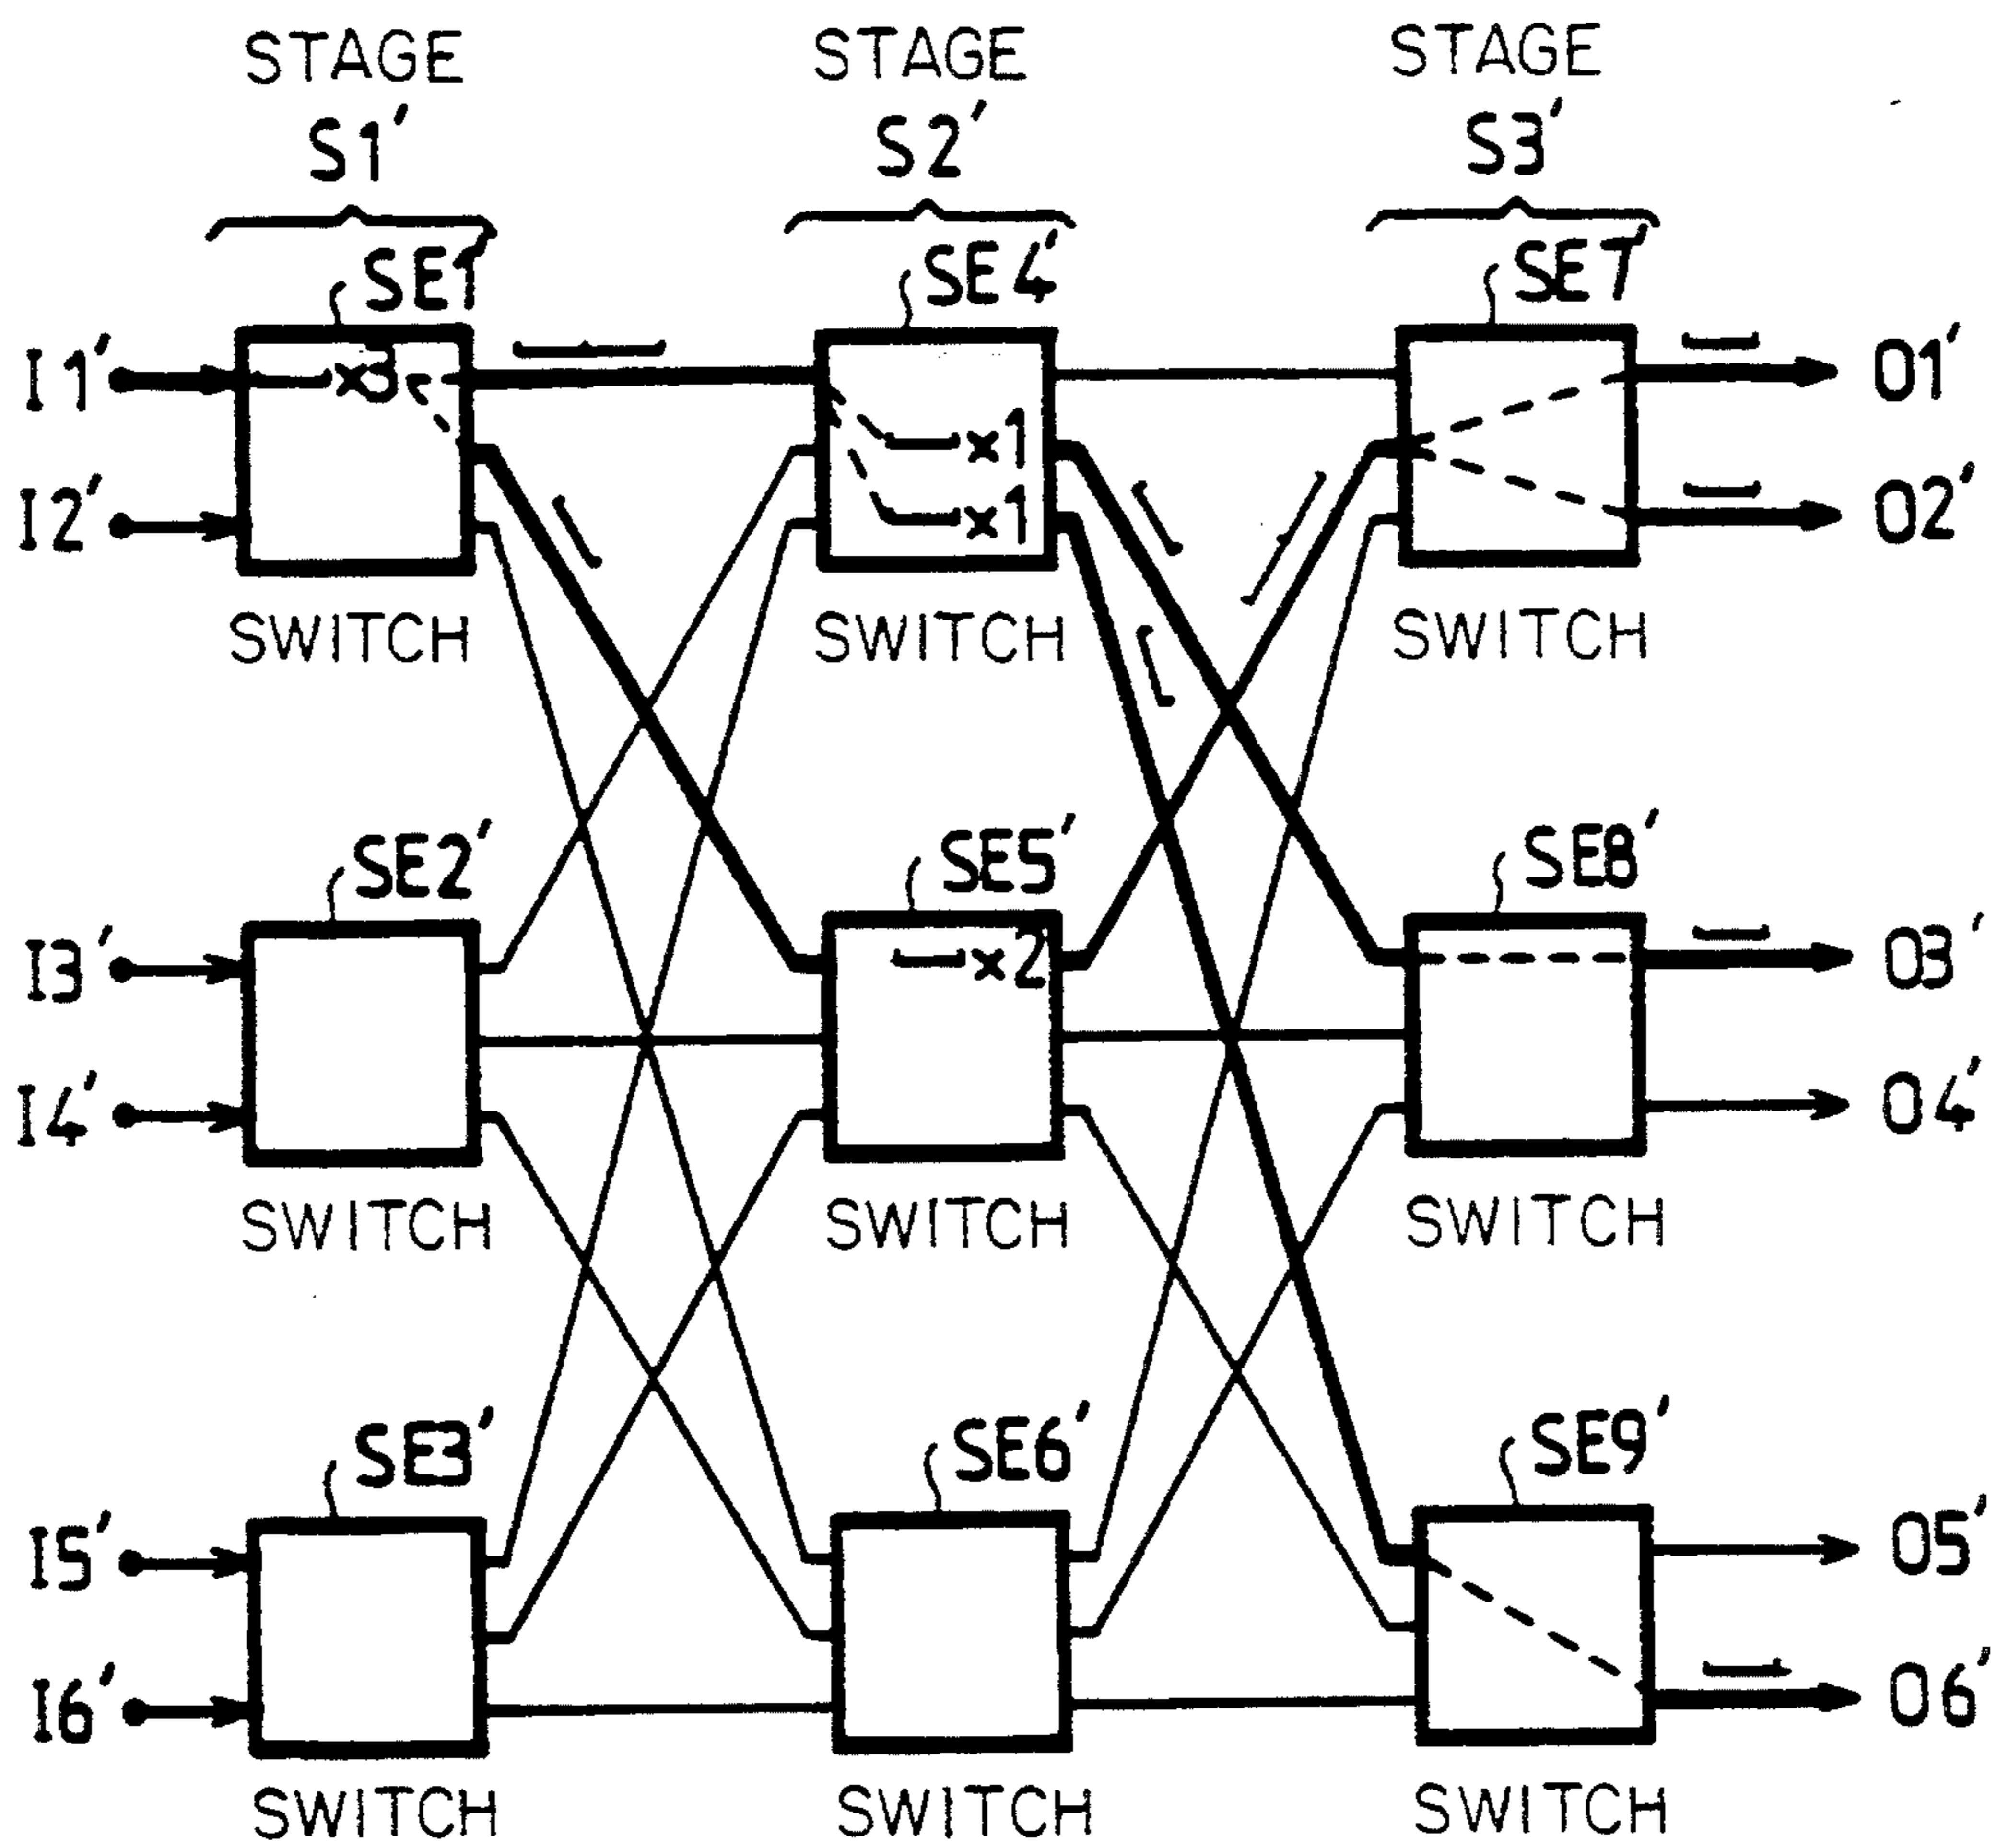 STAGE STAGE STAGE
S1′ S2′ S3′
SE1′ SE4′ SE7′
I1′ ×3 O1′
×1
I2′ ×1 O2′
SWITCH SWITCH SWITCH
SE2′ SE5′ SE8′
I3′ ×2 O3′
I4′ O4′
SWITCH SWITCH SWITCH
SE3′ SE6′ SE9′
I5′ O5′
I6′ O6′
SWITCH SWITCH SWITCH